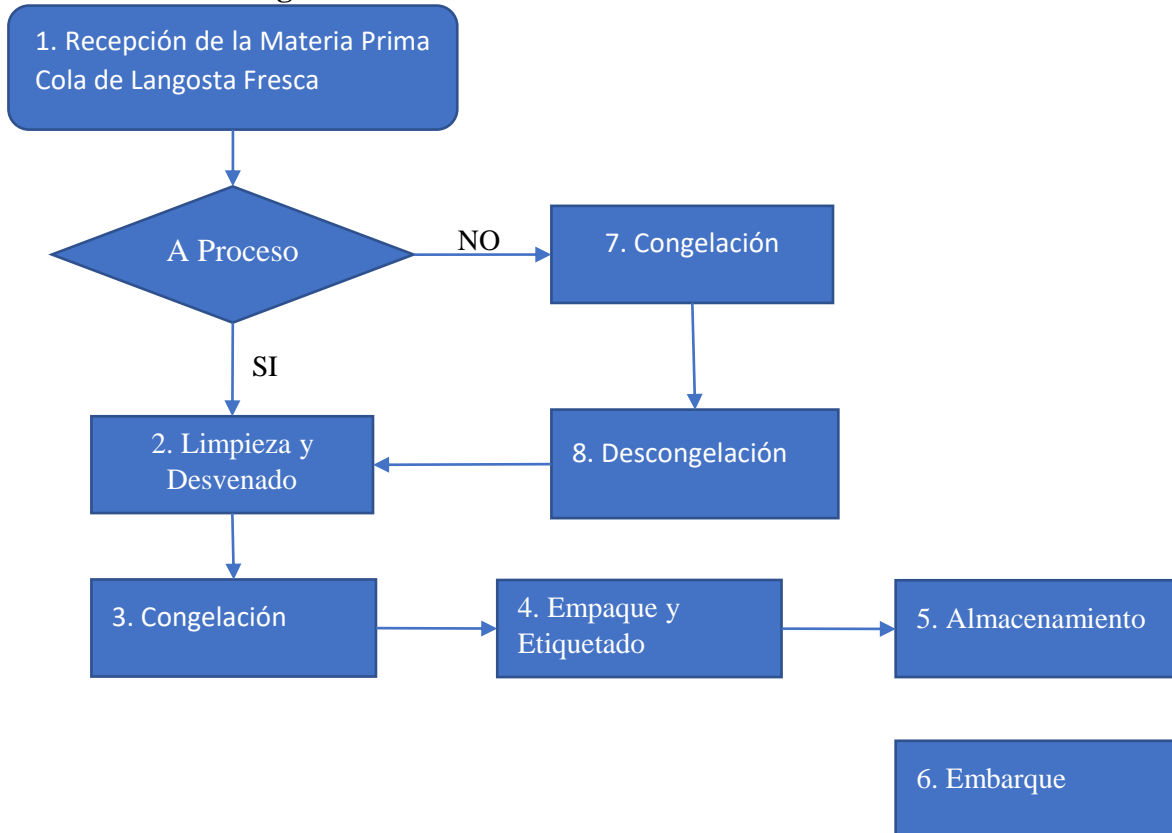 1. Recepción de la Materia Prima
Cola de Langosta Fresca
A Proceso
NO
7. Congelación
SI
2. Limpieza y
Desvenado
8. Descongelación
3. Congelación
4. Empaque y
Etiquetado
5. Almacenamiento
6. Embarque